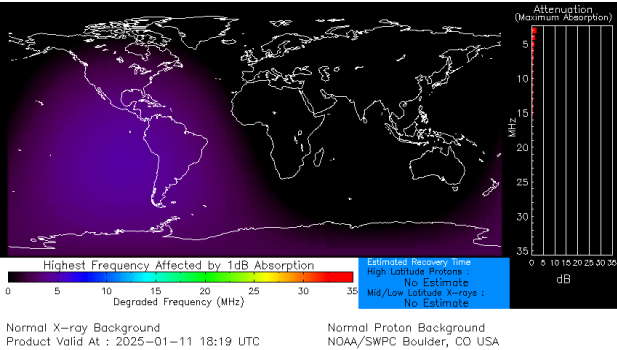 Attenuation
(Maximum Absorption)
5
10
15
20
25
30
35
MHz
0 5 10 15 20 25 30 35
dB
Highest Frequency Affected by 1dB Absorption
0 5 10 15 20 25 30 35
Degraded Frequency (MHz)
Estimated Recovery Time
High Latitude Protons :
No Estimate
Mid/Low Latitude X-rays :
No Estimate
Normal X-ray Background
Normal Proton Background
Product Valid At : 2025-01-11 18:19 UTC
NOAA/SWPC Boulder, CO USA